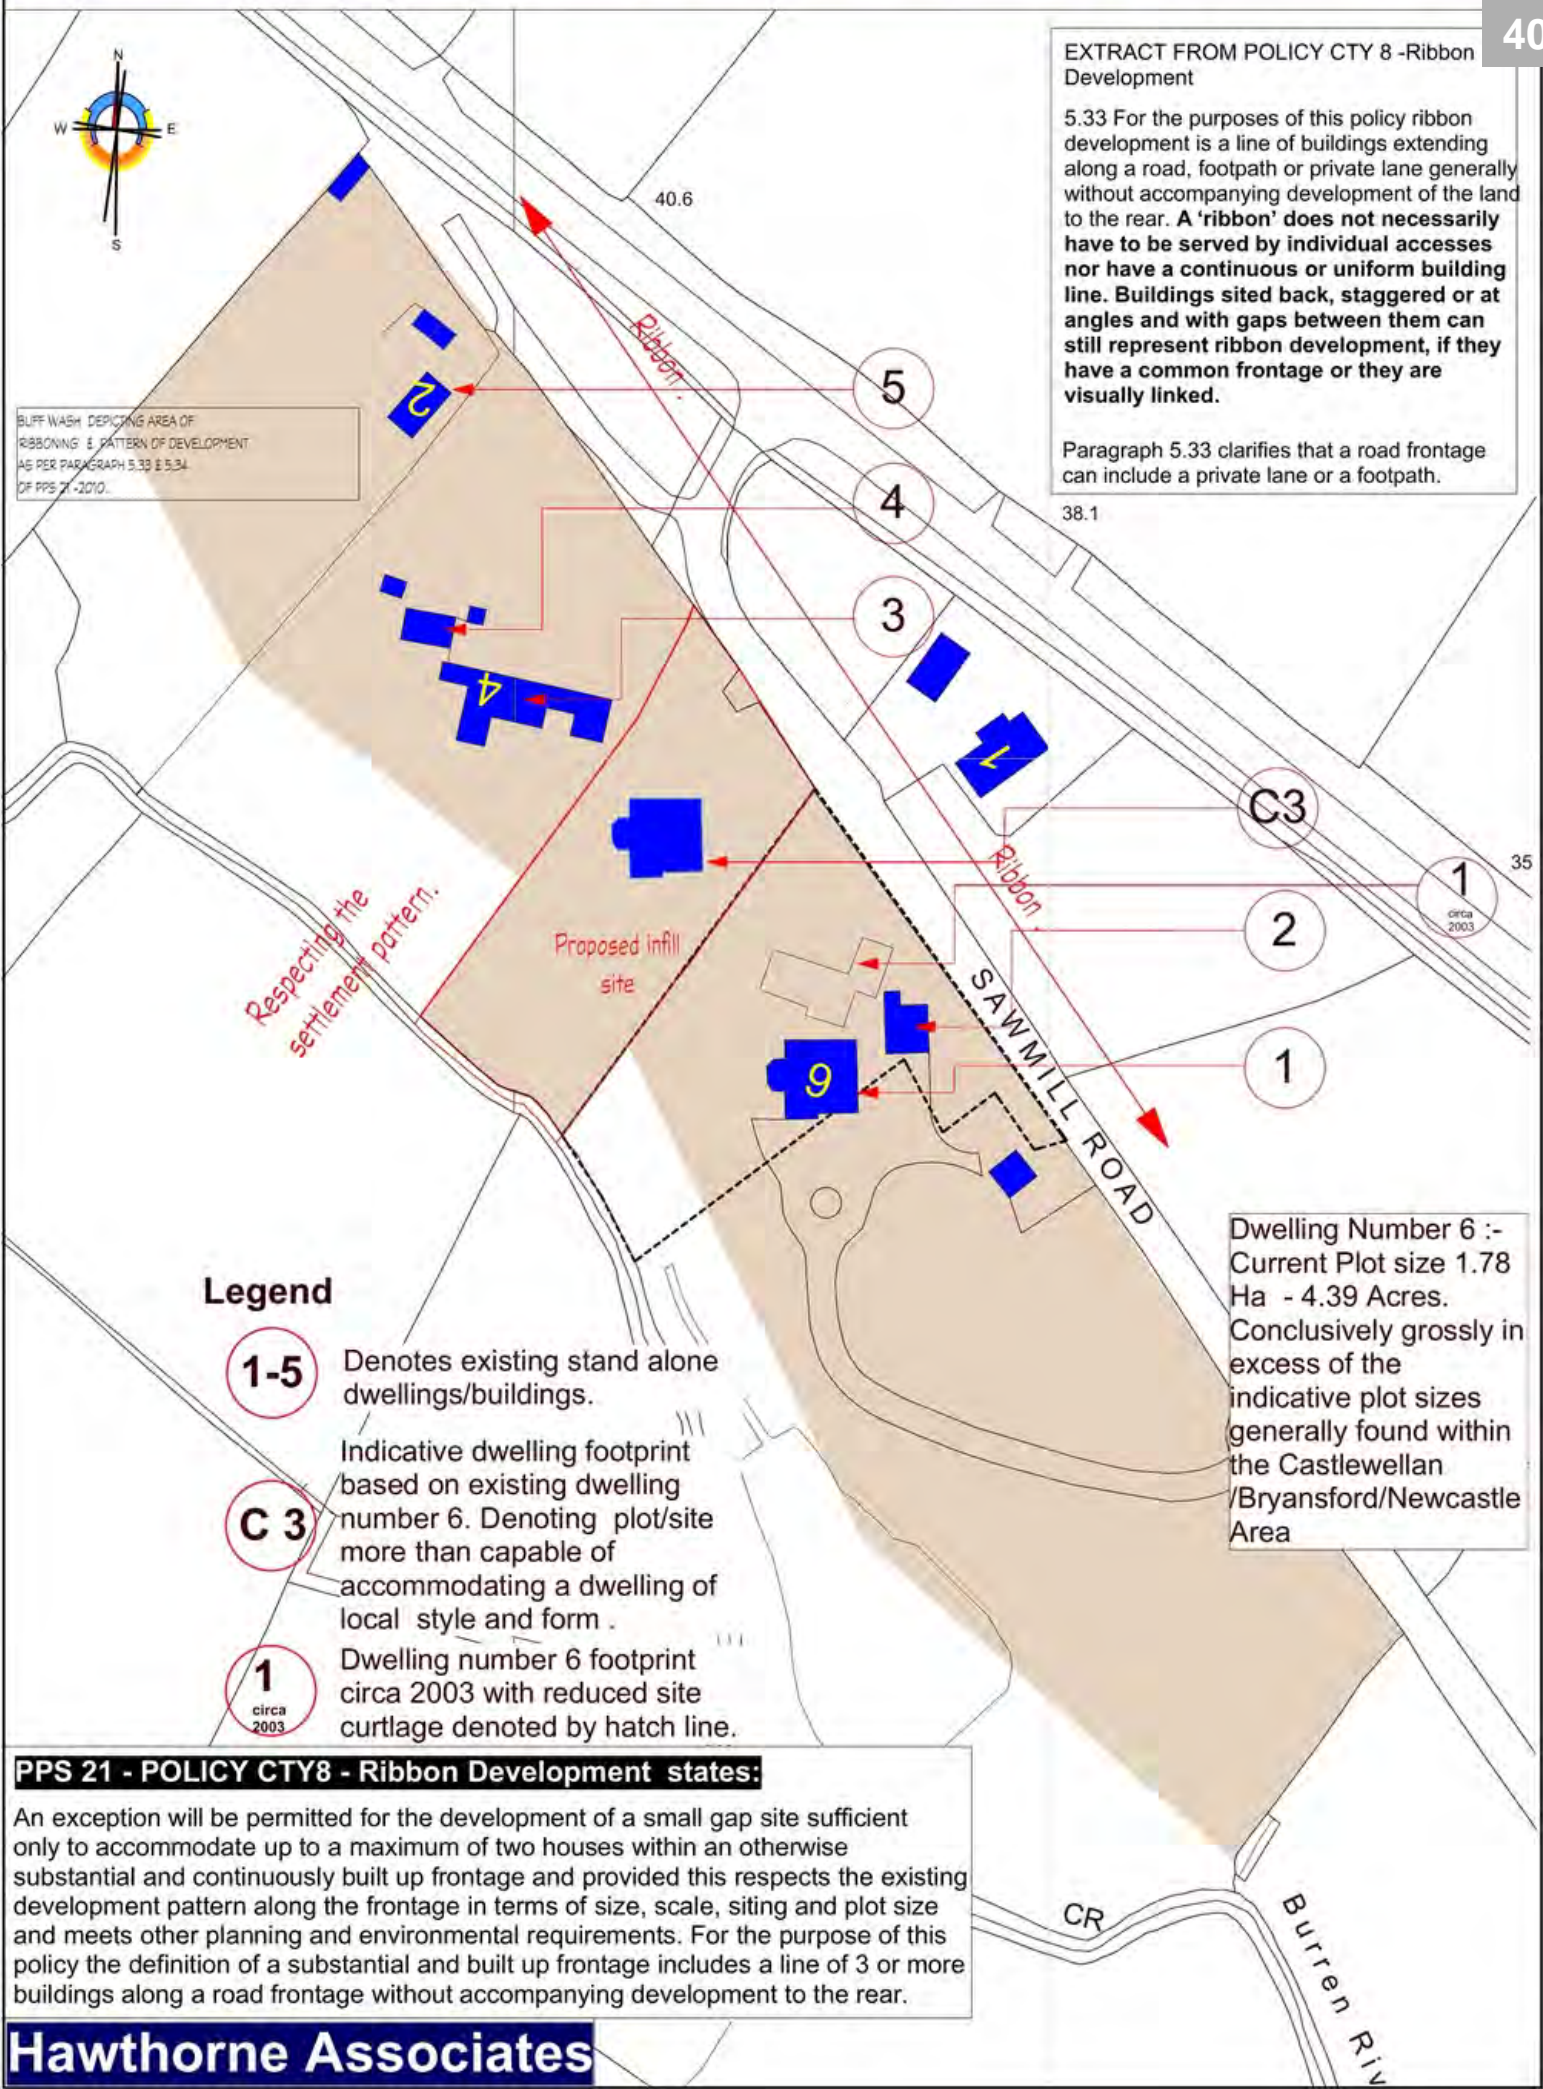 40
N
W
E
S
EXTRACT FROM POLICY CTY 8 -Ribbon
Development
5.33 For the purposes of this policy ribbon
development is a line of buildings extending
along a road, footpath or private lane generally
without accompanying development of the land
to the rear. A ‘ribbon’ does not necessarily
have to be served by individual accesses
nor have a continuous or uniform building
line. Buildings sited back, staggered or at
angles and with gaps between them can
still represent ribbon development, if they
have a common frontage or they are
visually linked.
Paragraph 5.33 clarifies that a road frontage
can include a private lane or a footpath.
40.6
38.1
35
Ribbon.
BUFF WASH DEPICTING AREA OF
RIBBONING & PATTERN OF DEVELOPMENT
AS PER PARAGRAPH 5.33 & 5.34
OF PPS 21 -2010.
2
5
4
3
4
1
C3
1
circa
2003
2
1
Ribbon.
Respecting the
settlement pattern.
Proposed infill
site
6
SAWMILL ROAD
Dwelling Number 6 :-
Current Plot size 1.78
Ha - 4.39 Acres.
Conclusively grossly in
excess of the
indicative plot sizes
generally found within
the Castlewellan
/Bryansford/Newcastle
Area
Legend
1-5
Denotes existing stand alone
dwellings/buildings.
C 3
Indicative dwelling footprint
based on existing dwelling
number 6. Denoting plot/site
more than capable of
accommodating a dwelling of
local style and form .
1
circa
2003
Dwelling number 6 footprint
circa 2003 with reduced site
curtlage denoted by hatch line.
PPS 21 - POLICY CTY8 - Ribbon Development states:
An exception will be permitted for the development of a small gap site sufficient
only to accommodate up to a maximum of two houses within an otherwise
substantial and continuously built up frontage and provided this respects the existing
development pattern along the frontage in terms of size, scale, siting and plot size
and meets other planning and environmental requirements. For the purpose of this
policy the definition of a substantial and built up frontage includes a line of 3 or more
buildings along a road frontage without accompanying development to the rear.
CR
Burren Riv
Hawthorne Associates